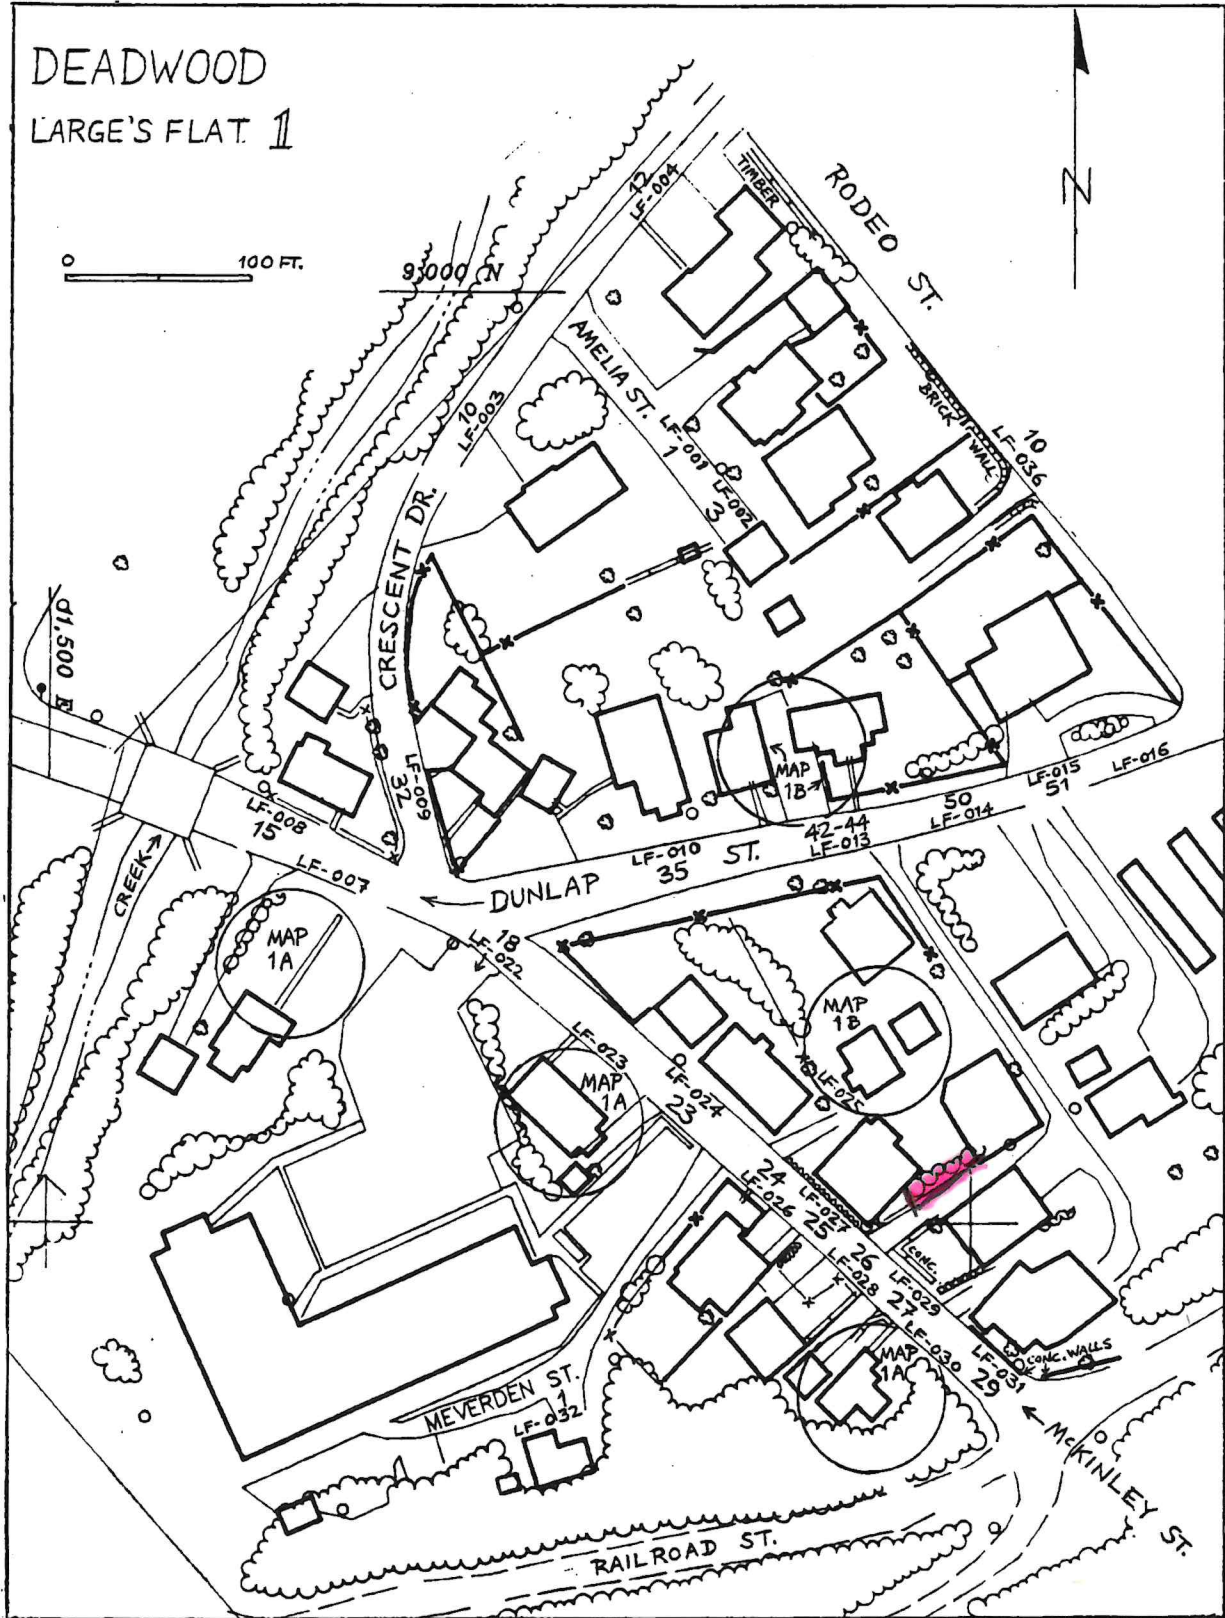 DEADWOOD
LARGE'S FLAT 1
0 100 FT.
N
9,000 N
91,500 E
TIMBER
RODEO ST.
12
LF-004
AMELIA ST.
10
LF-003
LF-001
1
LF-002
3
BRICK WALL
10
LF-036
CRESCENT DR.
LF-009
32
LF-008
15
LF-007
CREEK
MAP
1B
LF-010
35
ST.
42-44
LF-013
50
LF-014
LF-015
51
LF-016
DUNLAP
MAP
1A
18
LF-022
LF-023
MAP
1A
LF-024
23
MAP
1B
LF-025
24
LF-026
LF-027
25
26
LF-028
CONC.
LF-029
27
LF-030
LF-031
29
CONC. WALLS
MAP
1A
MEVERDEN ST.
1
LF-032
McKINLEY ST.
RAILROAD ST.